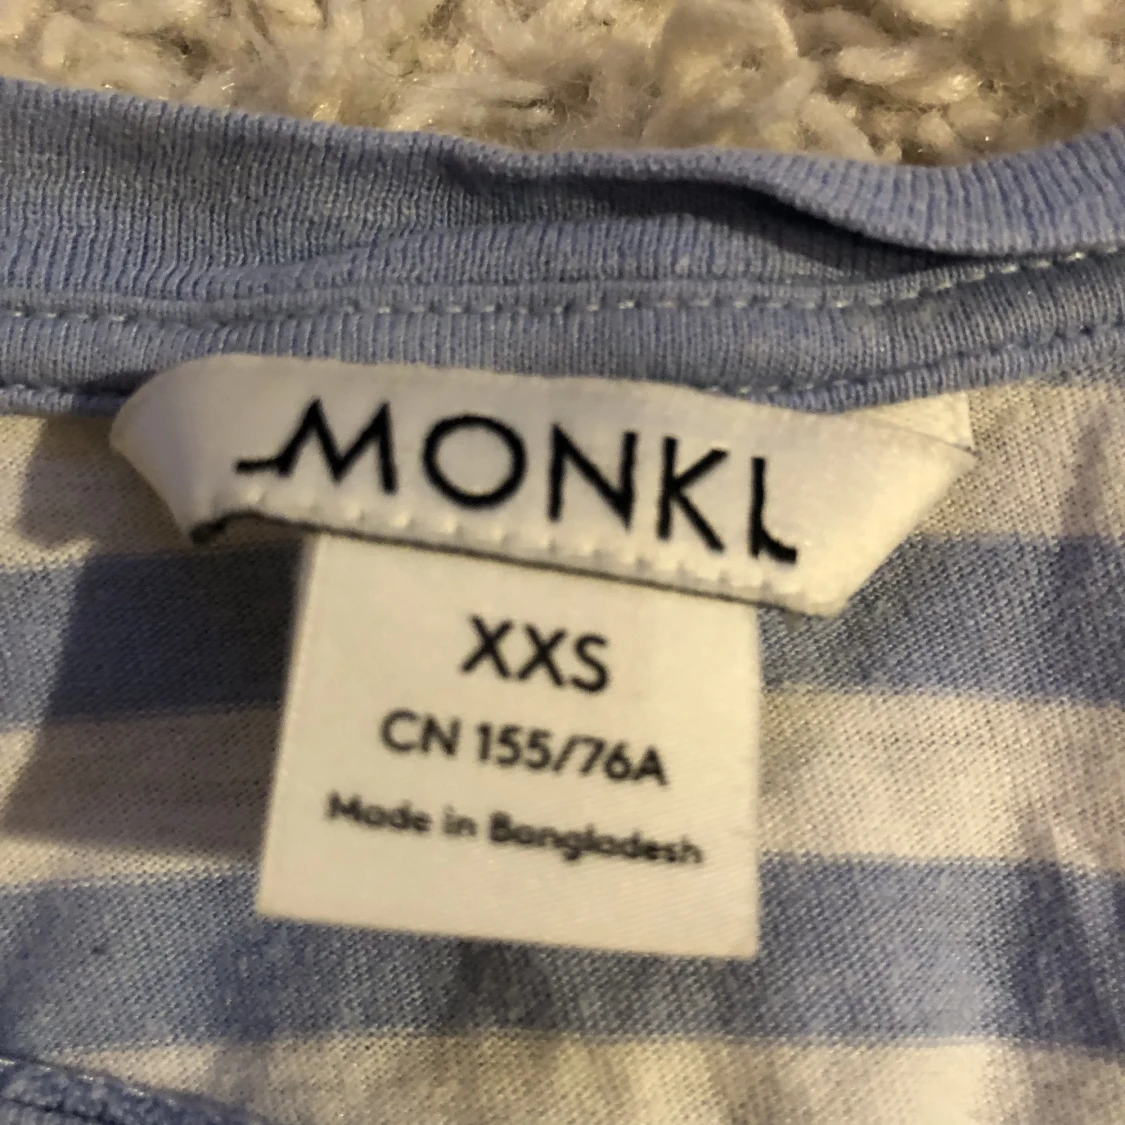 MONKI
XXS
CN 155/76A
Made in Bangladesh